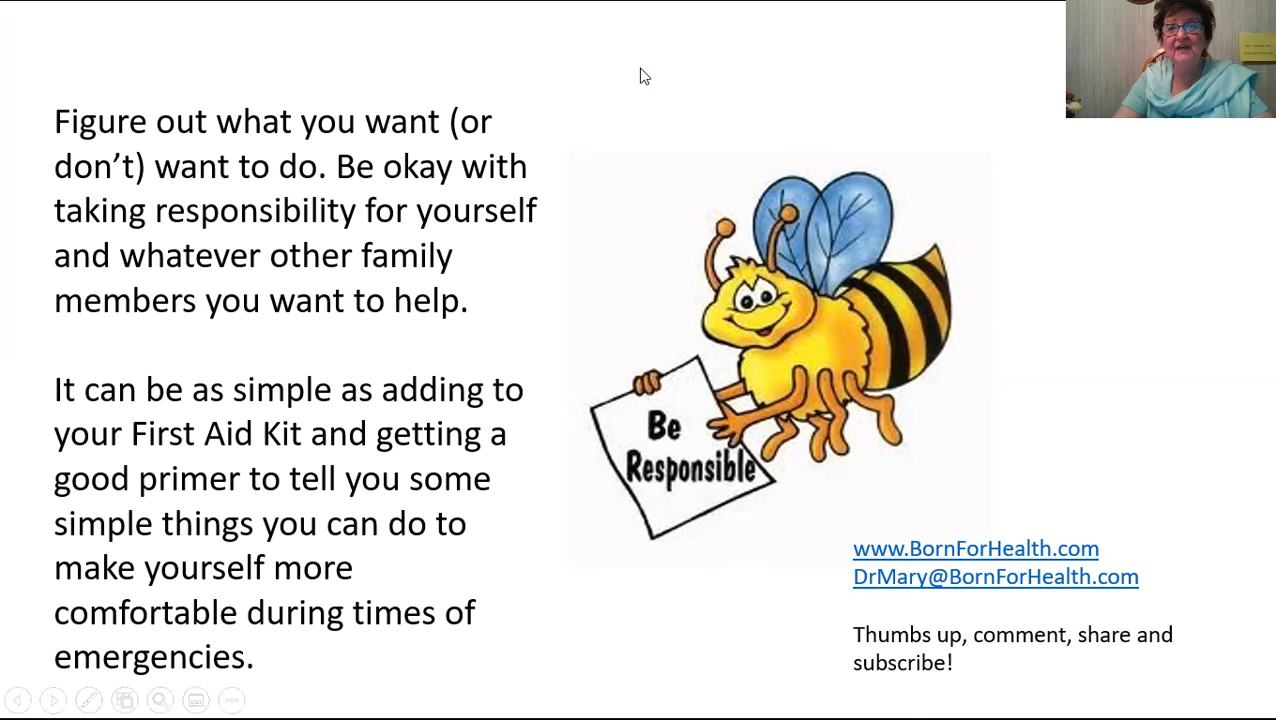 Figure out what you want (or
don’t) want to do. Be okay with
taking responsibility for yourself
and whatever other family
members you want to help.
It can be as simple as adding to
your First Aid Kit and getting a
good primer to tell you some
simple things you can do to
make yourself more
comfortable during times of
emergencies.
Be
Responsible
www.BornForHealth.com
DrMary@BornForHealth.com
Thumbs up, comment, share and
subscribe!